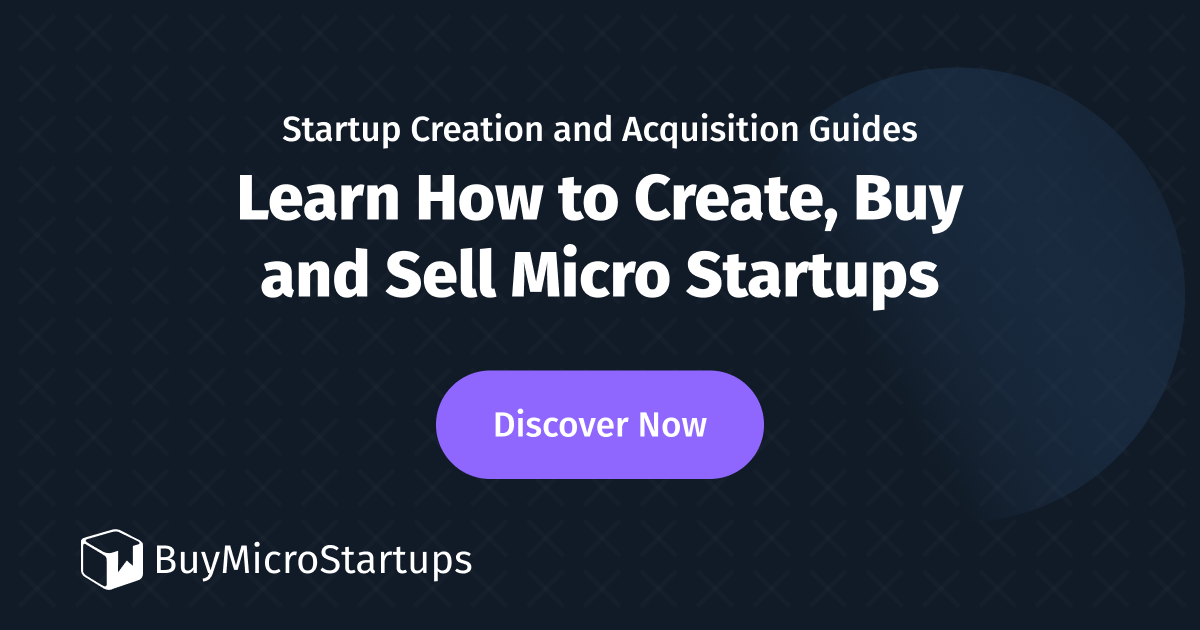 Startup Creation and Acquisition Guides
Learn How to Create, Buy
and Sell Micro Startups
Discover Now
BuyMicroStartups